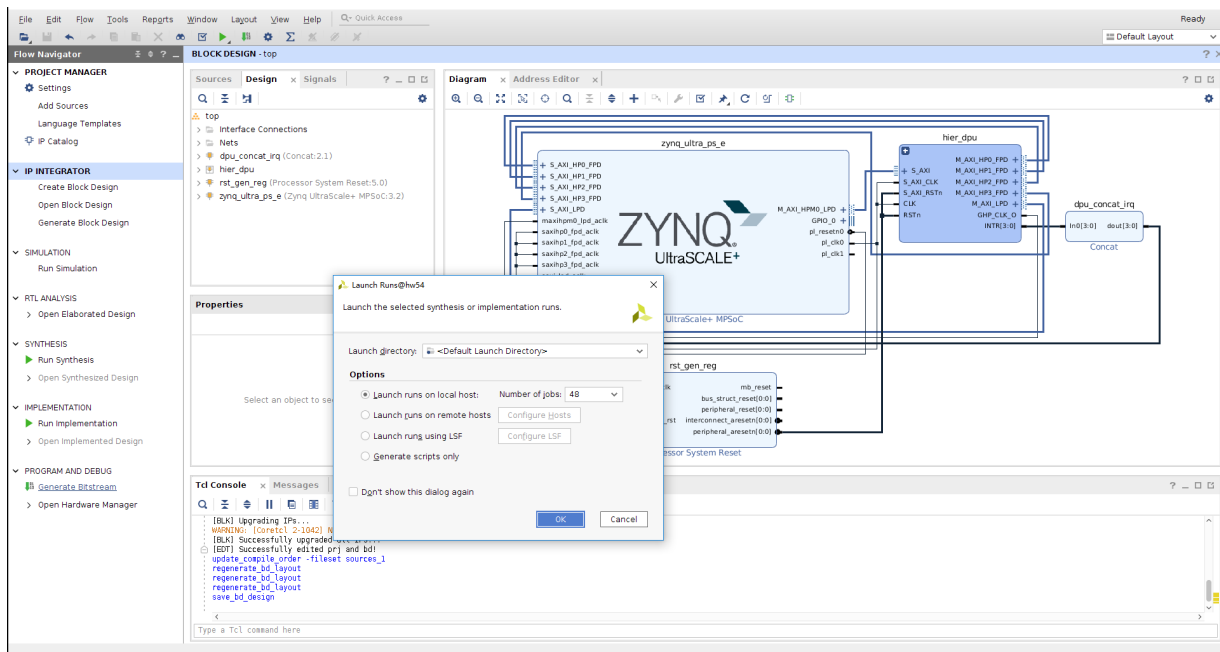 File Edit Flow Tools Reports Window Layout View Help Quick Access Ready
Default Layout
Flow Navigator
BLOCK DESIGN - top
PROJECT MANAGER
Settings
Add Sources
Language Templates
IP Catalog
IP INTEGRATOR
Create Block Design
Open Block Design
Generate Block Design
SIMULATION
Run Simulation
RTL ANALYSIS
Open Elaborated Design
SYNTHESIS
Run Synthesis
Open Synthesized Design
IMPLEMENTATION
Run Implementation
Open Implemented Design
PROGRAM AND DEBUG
Generate Bitstream
Open Hardware Manager
Sources Design Signals
top
Interface Connections
Nets
dpu_concat_irq (Concat:2.1)
hier_dpu
rst_gen_reg (Processor System Reset:5.0)
zynq_ultra_ps_e (Zynq UltraScale+ MPSoC:3.2)
Properties
Select an object to se
Diagram Address Editor
zynq_ultra_ps_e
S_AXI_HP0_FPD
S_AXI_HP1_FPD
S_AXI_HP2_FPD
S_AXI_HP3_FPD
S_AXI_LPD
maxihpm0_lpd_aclk
saxihp0_fpd_aclk
saxihp1_fpd_aclk
saxihp2_fpd_aclk
saxihp3_fpd_aclk
ZYNQ
UltraSCALE+
M_AXI_HPM0_LPD
GPIO_0
pl_resetn0
pl_clk0
pl_clk1
UltraScale+ MPSoC
hier_dpu
S_AXI
S_AXI_CLK
S_AXI_RSTn
CLK
RSTn
M_AXI_HP0_FPD
M_AXI_HP1_FPD
M_AXI_HP2_FPD
M_AXI_HP3_FPD
M_AXI_LPD
GHP_CLK_O
INTR[3:0]
dpu_concat_irq
In0[3:0] dout[3:0]
Concat
rst_gen_reg
mb_reset
bus_struct_reset[0:0]
peripheral_reset[0:0]
interconnect_aresetn[0:0]
peripheral_aresetn[0:0]
System Reset
Launch Runs@hw54
Launch the selected synthesis or implementation runs.
Launch directory: <Default Launch Directory>
Options
Launch runs on local host: Number of jobs: 48
Launch runs on remote hosts Configure Hosts
Launch runs using LSF Configure LSF
Generate scripts only
Don't show this dialog again
OK Cancel
Tcl Console Messages
[BLK] Upgrading IPs...
WARNING: [Coretcl 2-1042] N
[BLK] Successfully upgraded
[EDT] Successfully edited prj and bd!
update_compile_order -fileset sources_1
regenerate_bd_layout
regenerate_bd_layout
regenerate_bd_layout
save_bd_design
Type a Tcl command here